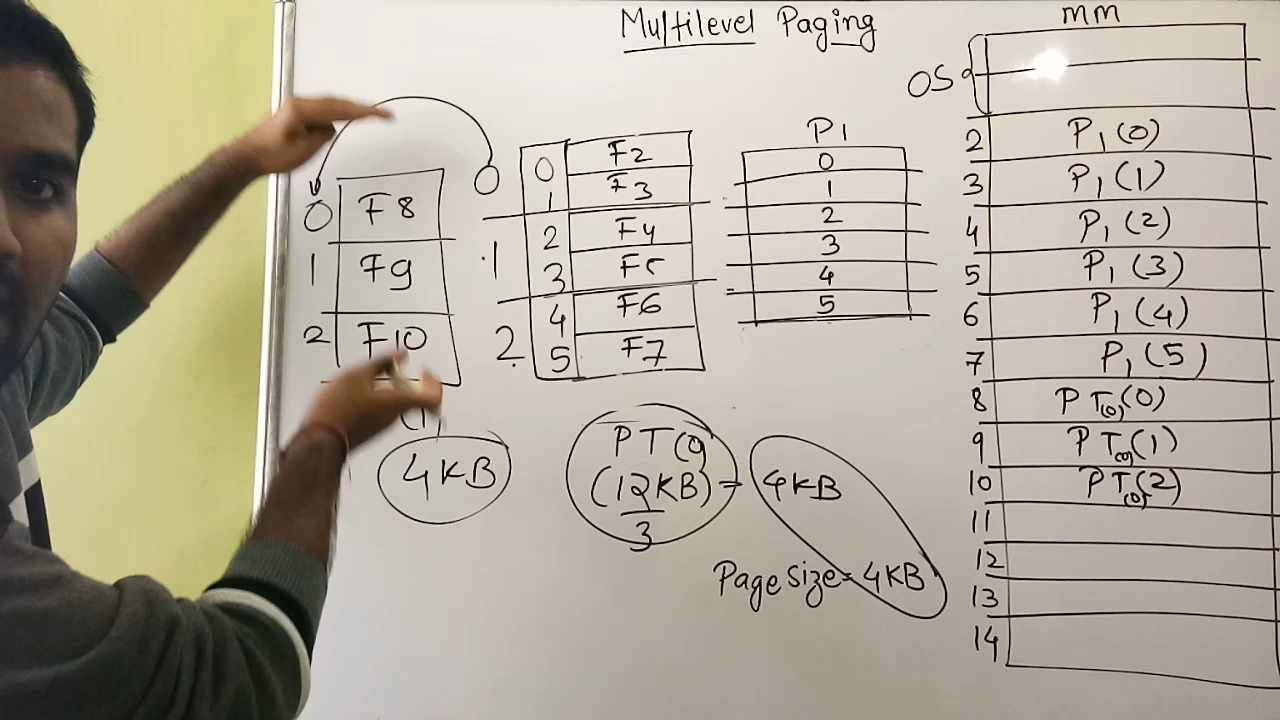 Multilevel Paging
0 F8
1 F9
2 F10
4KB
0
.1
2.
0 F2
1 F3
2 F4
3 F5
4 F6
5 F7
(12KB) = 4KB
3
Page size = 4KB
P1
0
1
2
3
4
5
mm
OS
2 P1(0)
3 P1(1)
4 P1(2)
5 P1(3)
6 P1(4)
7 P1(5)
8 PT(0)(0)
9 PT(0)(1)
10 PT(0)(2)
11
12
13
14